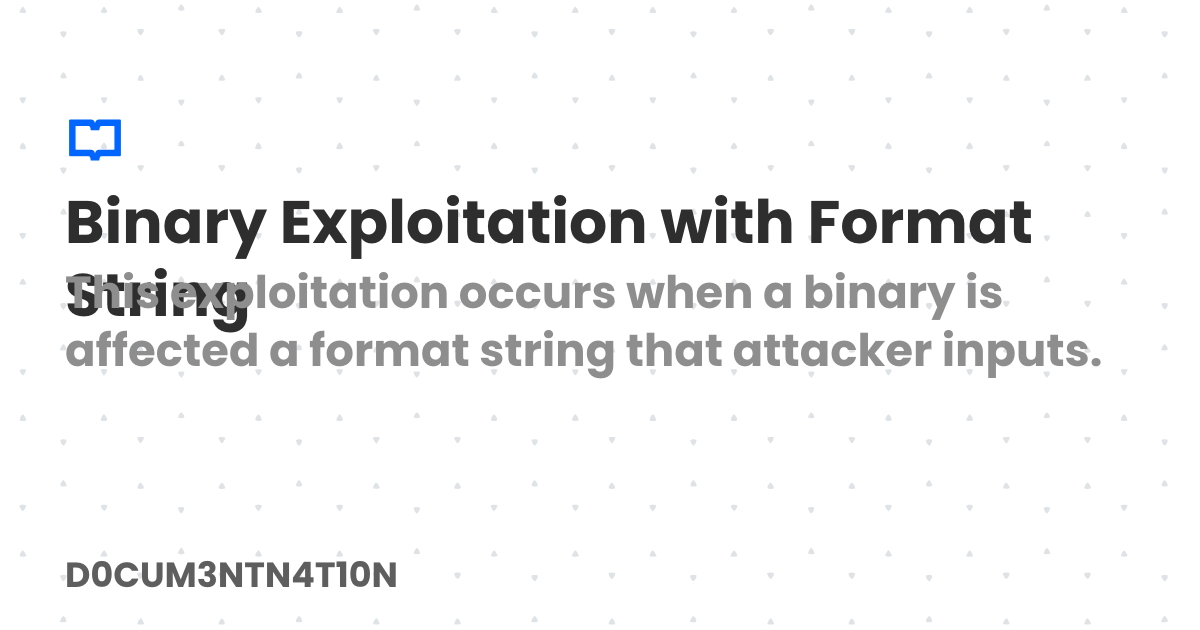 Binary Exploitation with Format
String
This exploitation occurs when a binary is
affected a format string that attacker inputs.
D0CUM3NTN4T10N